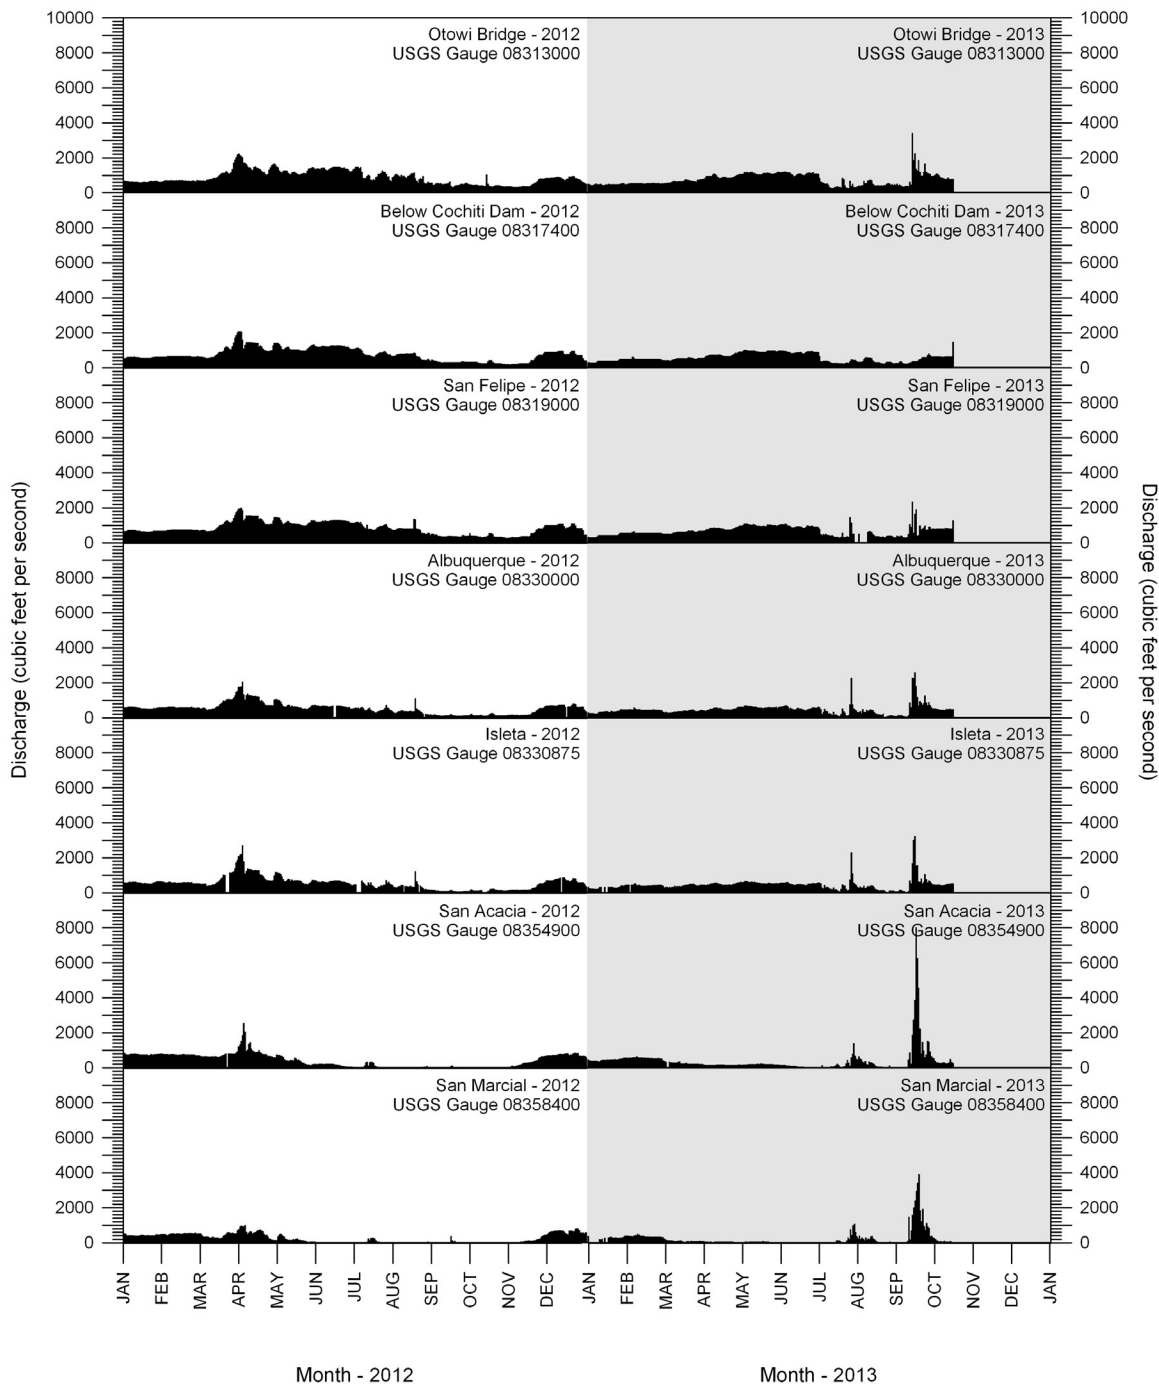 10000
8000
6000
4000
2000
0
Otowi Bridge - 2012
USGS Gauge 08313000
Otowi Bridge - 2013
USGS Gauge 08313000
10000
8000
6000
4000
2000
0
8000
6000
4000
2000
0
Below Cochiti Dam - 2012
USGS Gauge 08317400
Below Cochiti Dam - 2013
USGS Gauge 08317400
8000
6000
4000
2000
0
8000
6000
4000
2000
0
San Felipe - 2012
USGS Gauge 08319000
San Felipe - 2013
USGS Gauge 08319000
8000
6000
4000
2000
0
Discharge (cubic feet per second)
8000
6000
4000
2000
0
Albuquerque - 2012
USGS Gauge 08330000
Albuquerque - 2013
USGS Gauge 08330000
8000
6000
4000
2000
0
Discharge (cubic feet per second)
8000
6000
4000
2000
0
Isleta - 2012
USGS Gauge 08330875
Isleta - 2013
USGS Gauge 08330875
8000
6000
4000
2000
0
8000
6000
4000
2000
0
San Acacia - 2012
USGS Gauge 08354900
San Acacia - 2013
USGS Gauge 08354900
8000
6000
4000
2000
0
8000
6000
4000
2000
0
San Marcial - 2012
USGS Gauge 08358400
San Marcial - 2013
USGS Gauge 08358400
8000
6000
4000
2000
0
JAN
FEB
MAR
APR
MAY
JUN
JUL
AUG
SEP
OCT
NOV
DEC
JAN
FEB
MAR
APR
MAY
JUN
JUL
AUG
SEP
OCT
NOV
DEC
JAN
Month - 2012
Month - 2013